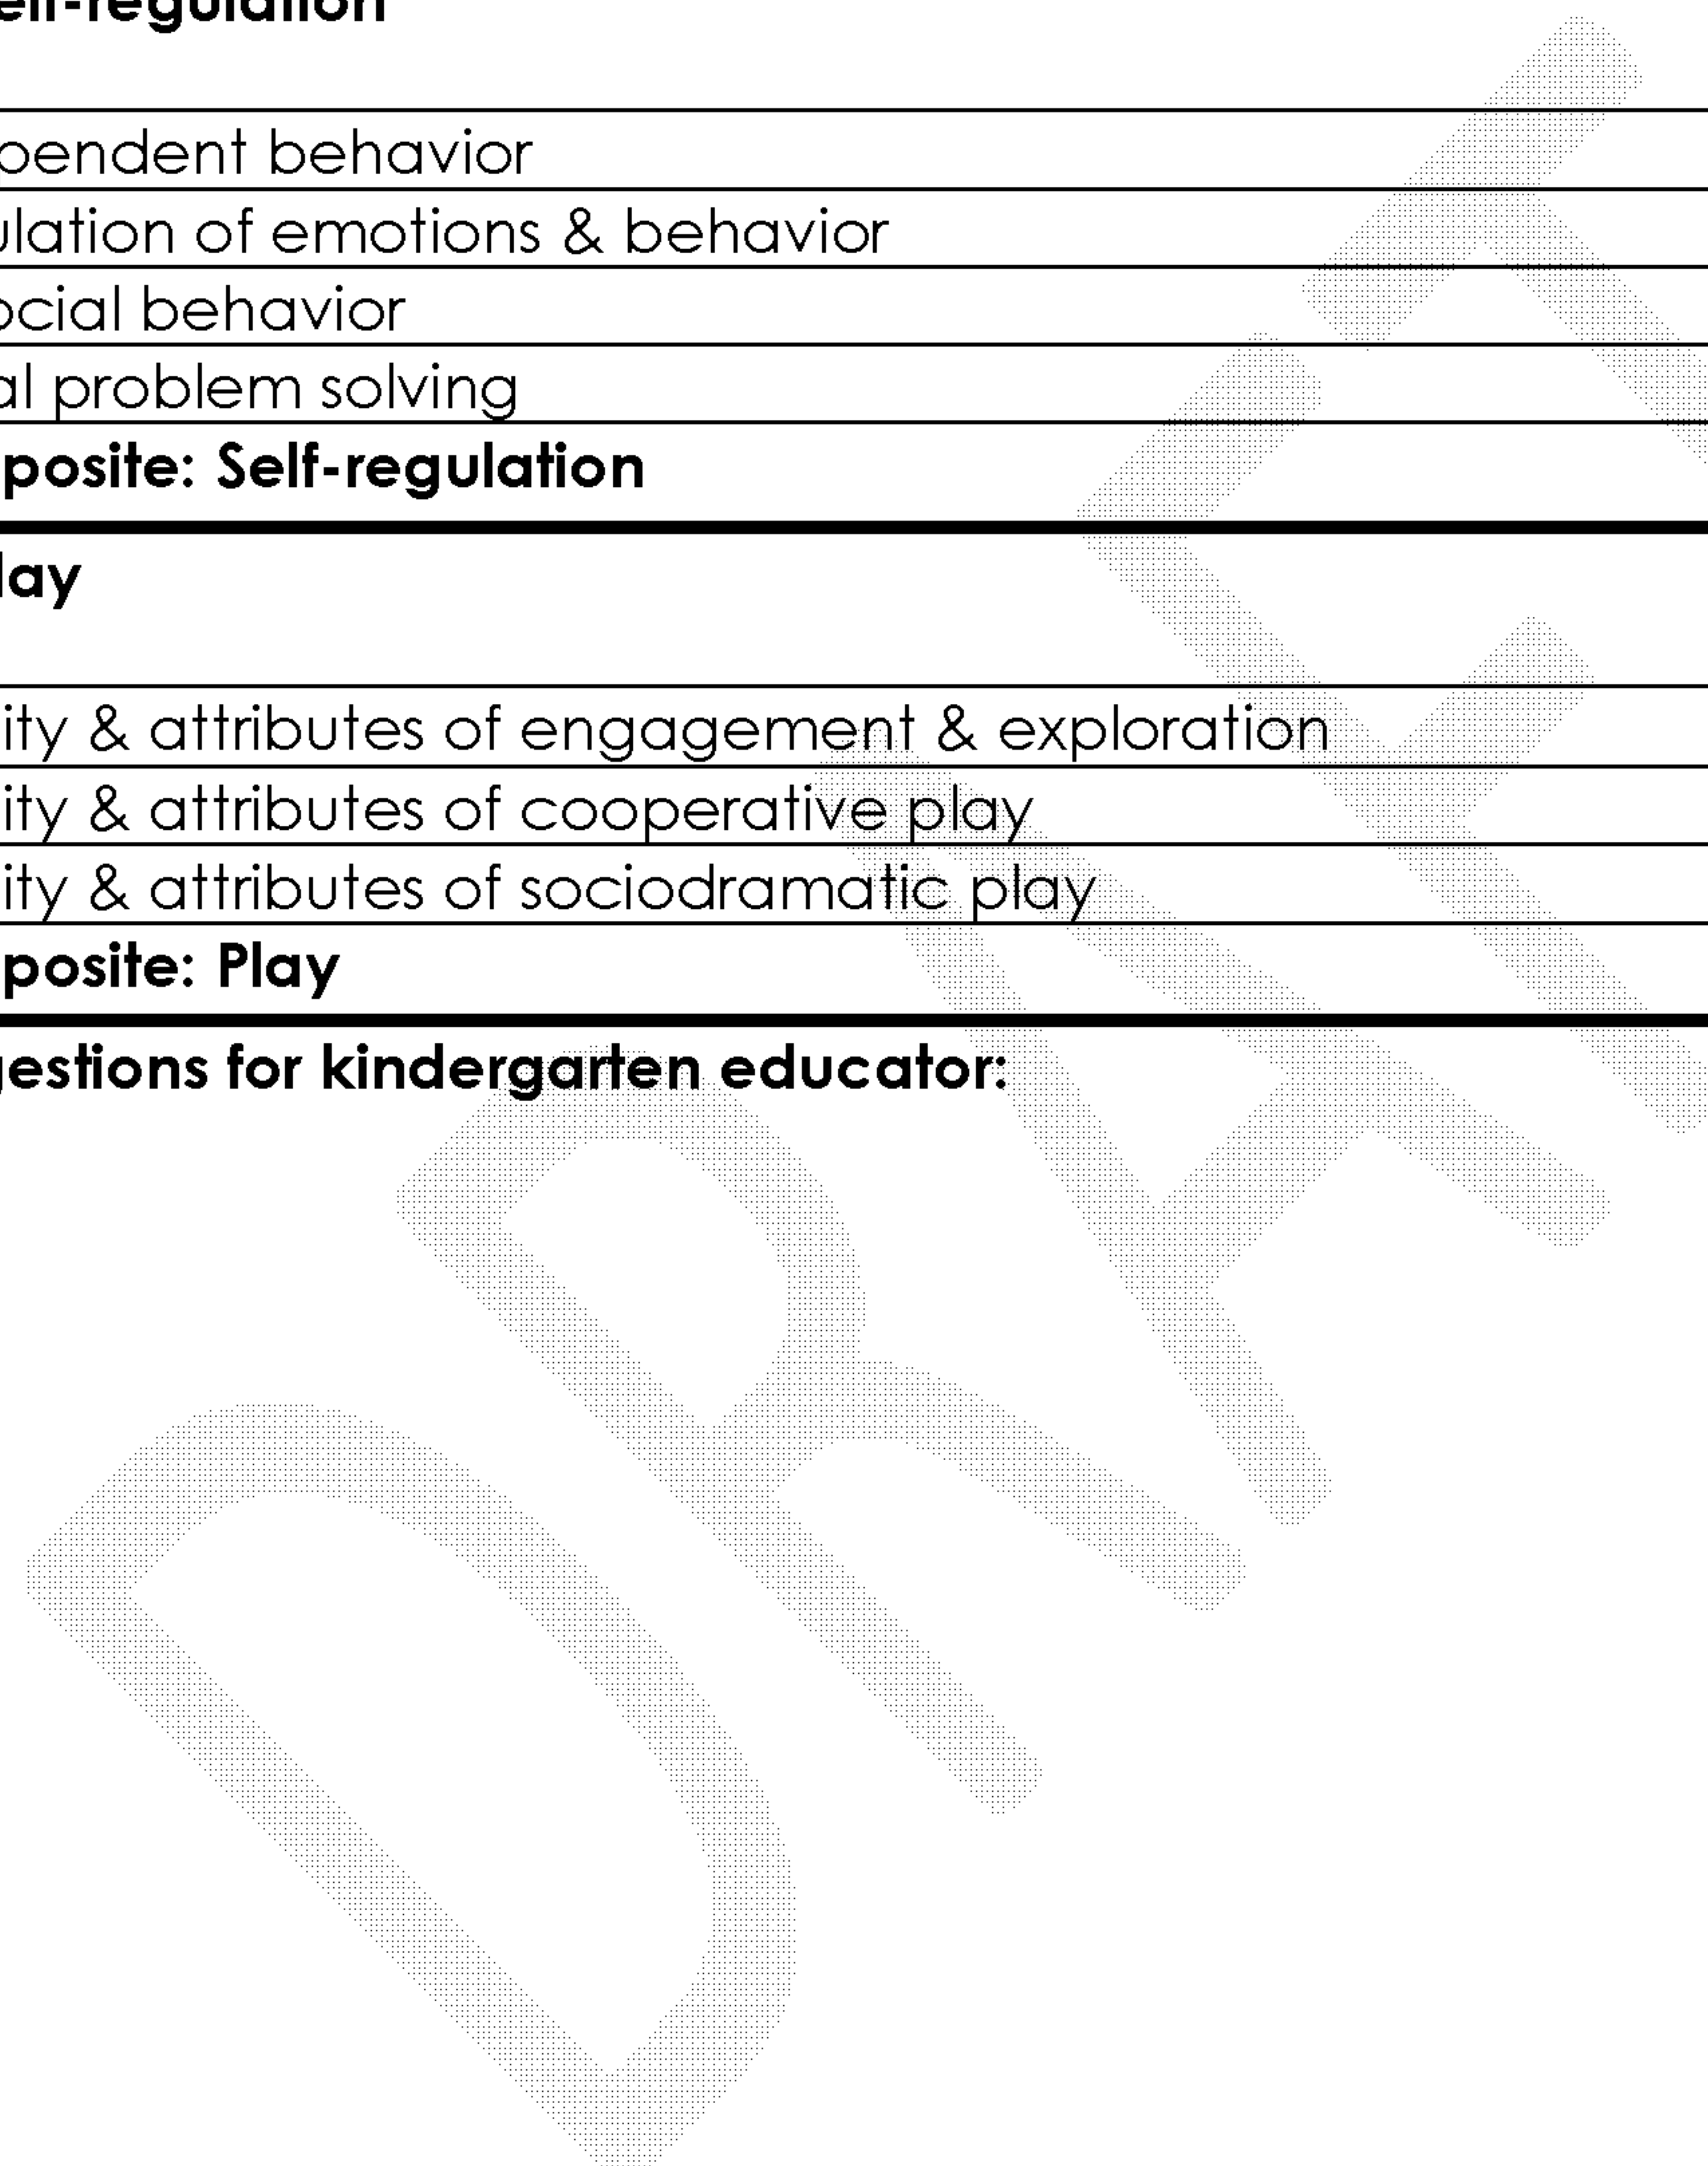 elf-regulation
pendent behavior
ulation of emotions & behavior
ocial behavior
al problem solving
posite: Self-regulation
lay
ity & attributes of engagement & exploration
ity & attributes of cooperative play
ity & attributes of sociodramatic play
posite: Play
gestions for kindergarten educator:
DRAFT